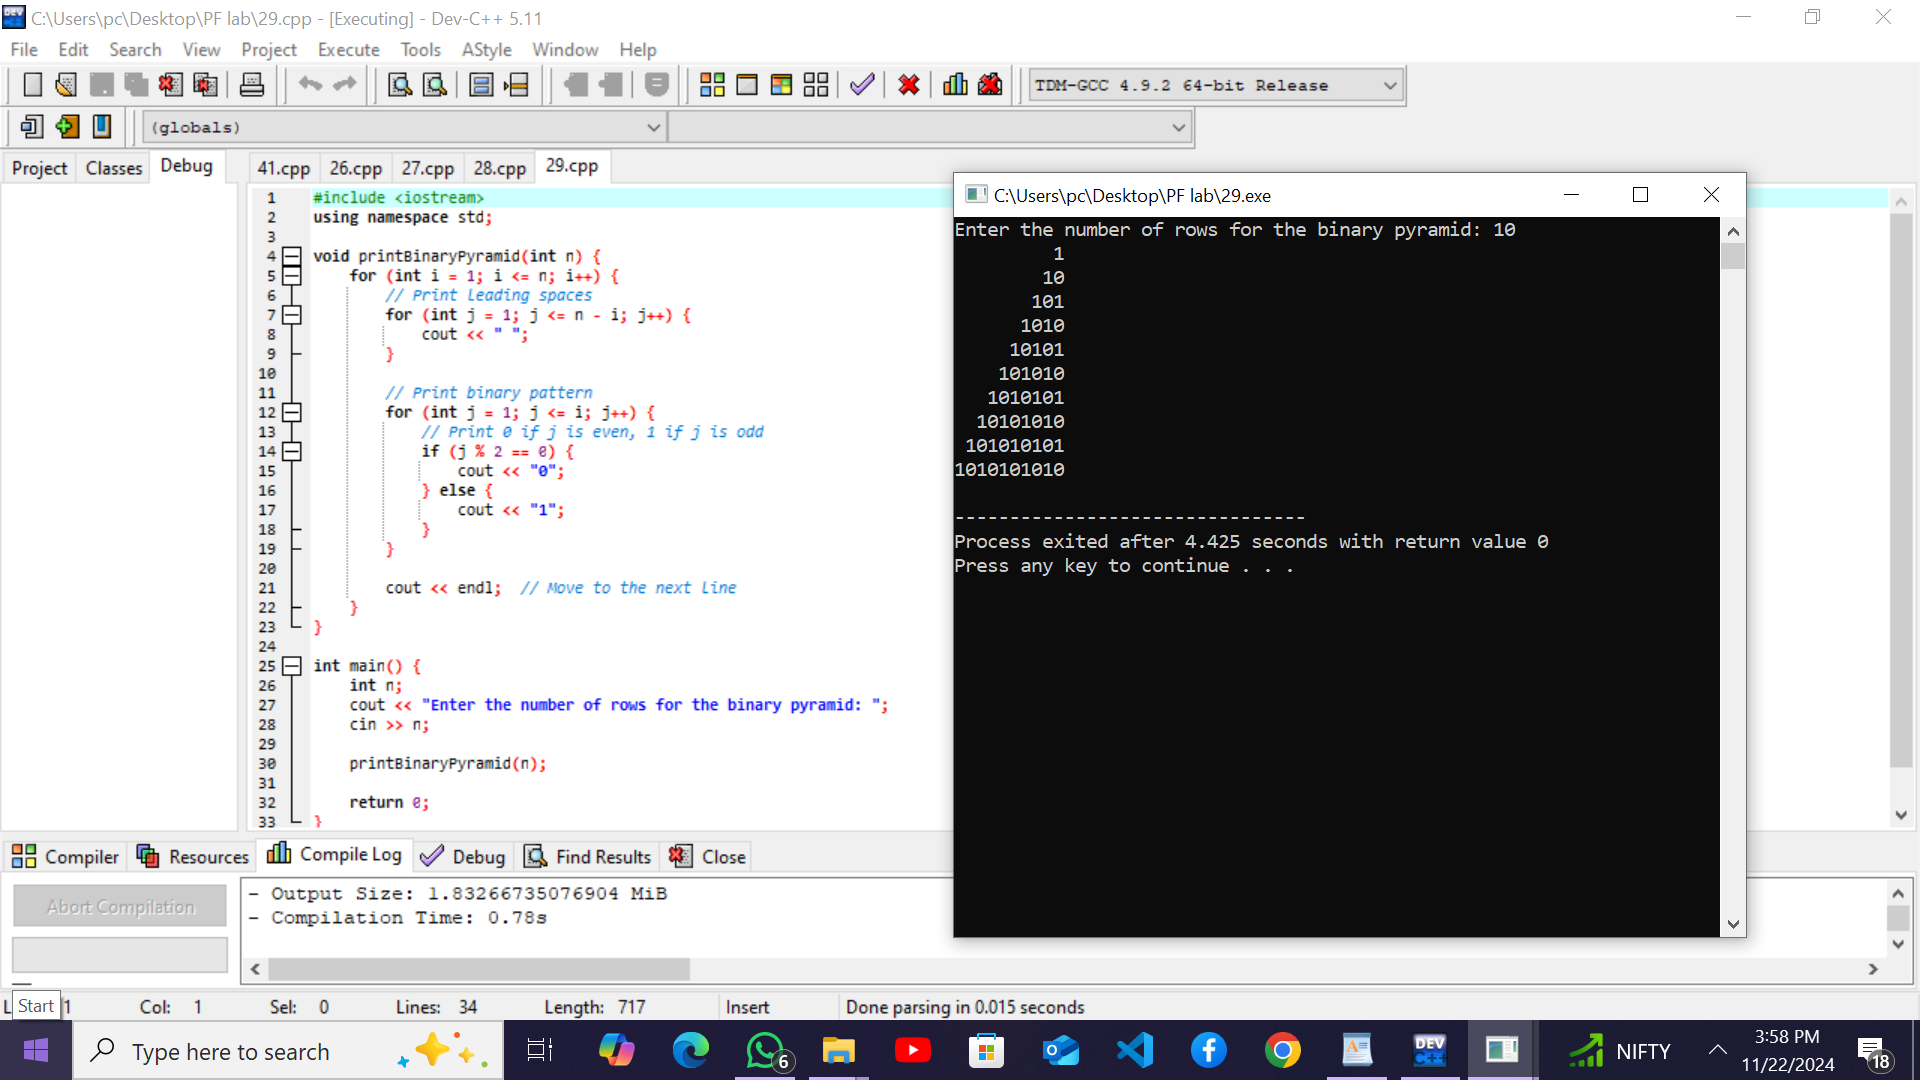 C:\Users\pc\Desktop\PF lab\29.cpp - [Executing] - Dev-C++ 5.11
File Edit Search View Project Execute Tools AStyle Window Help
TDM-GCC 4.9.2 64-bit Release
(globals)
Project Classes Debug
41.cpp 26.cpp 27.cpp 28.cpp 29.cpp
1 #include <iostream>
2 using namespace std;
3
4 void printBinaryPyramid(int n) {
5     for (int i = 1; i <= n; i++) {
6         // Print leading spaces
7         for (int j = 1; j <= n - i; j++) {
8             cout << " ";
9         }
10
11         // Print binary pattern
12         for (int j = 1; j <= i; j++) {
13             // Print 0 if j is even, 1 if j is odd
14             if (j % 2 == 0) {
15                 cout << "0";
16             } else {
17                 cout << "1";
18             }
19         }
20
21         cout << endl;  // Move to the next line
22     }
23 }
24
25 int main() {
26     int n;
27     cout << "Enter the number of rows for the binary pyramid: ";
28     cin >> n;
29
30     printBinaryPyramid(n);
31
32     return 0;
33 }
C:\Users\pc\Desktop\PF lab\29.exe
Enter the number of rows for the binary pyramid: 10
         1
        10
       101
      1010
     10101
    101010
   1010101
  10101010
 101010101
1010101010
--------------------------------
Process exited after 4.425 seconds with return value 0
Press any key to continue . . .
Compiler Resources Compile Log Debug Find Results Close
Abort Compilation
- Output Size: 1.83266735076904 MiB
- Compilation Time: 0.78s
Start
1 Col: 1 Sel: 0 Lines: 34 Length: 717 Insert Done parsing in 0.015 seconds
Type here to search
6
DEV C++
NIFTY
3:58 PM
11/22/2024
18